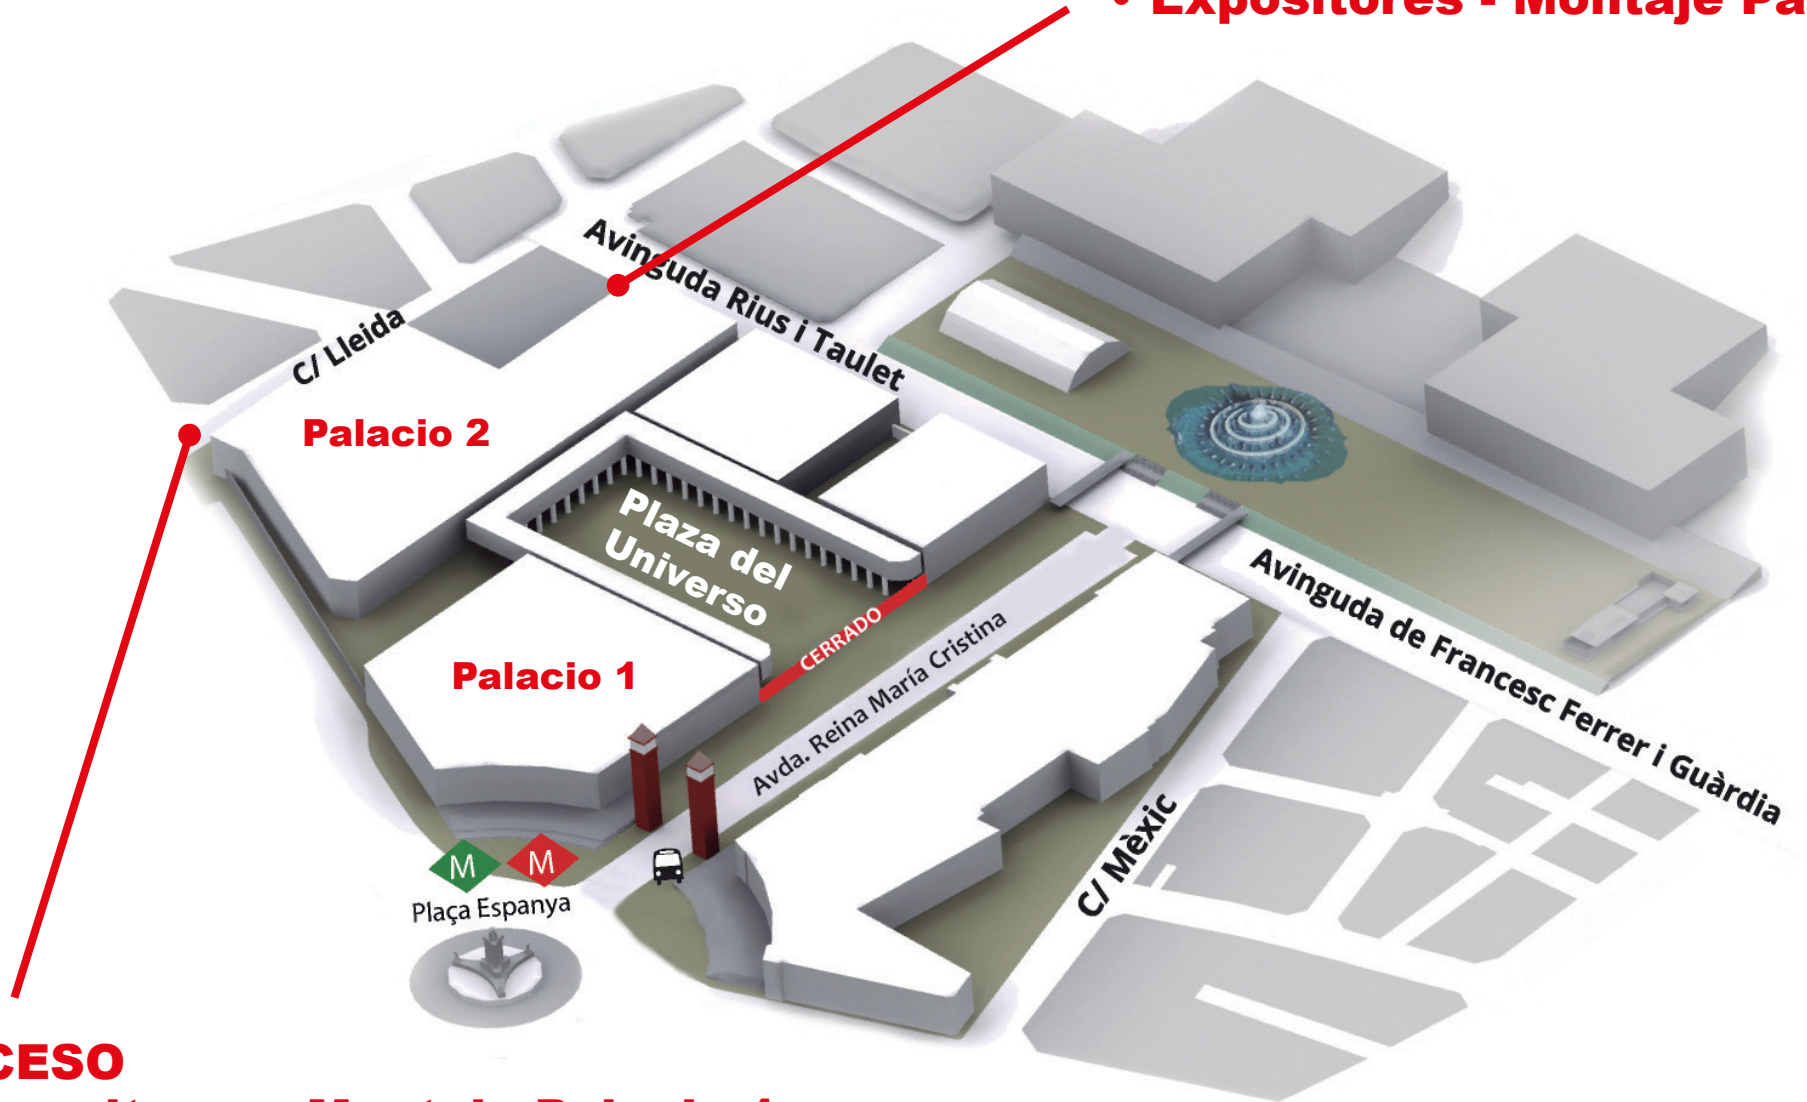 • Expositores - Montaje Pa
Avinguda Rius i Taulet
C/ Lleida
Palacio 2
Plaza del
Universo
CERRADO
Avda. Reina María Cristina
Palacio 1
Avinguda de Francesc Ferrer i Guàrdia
C/ Mèxic
M
M
Plaça Espanya
CESO